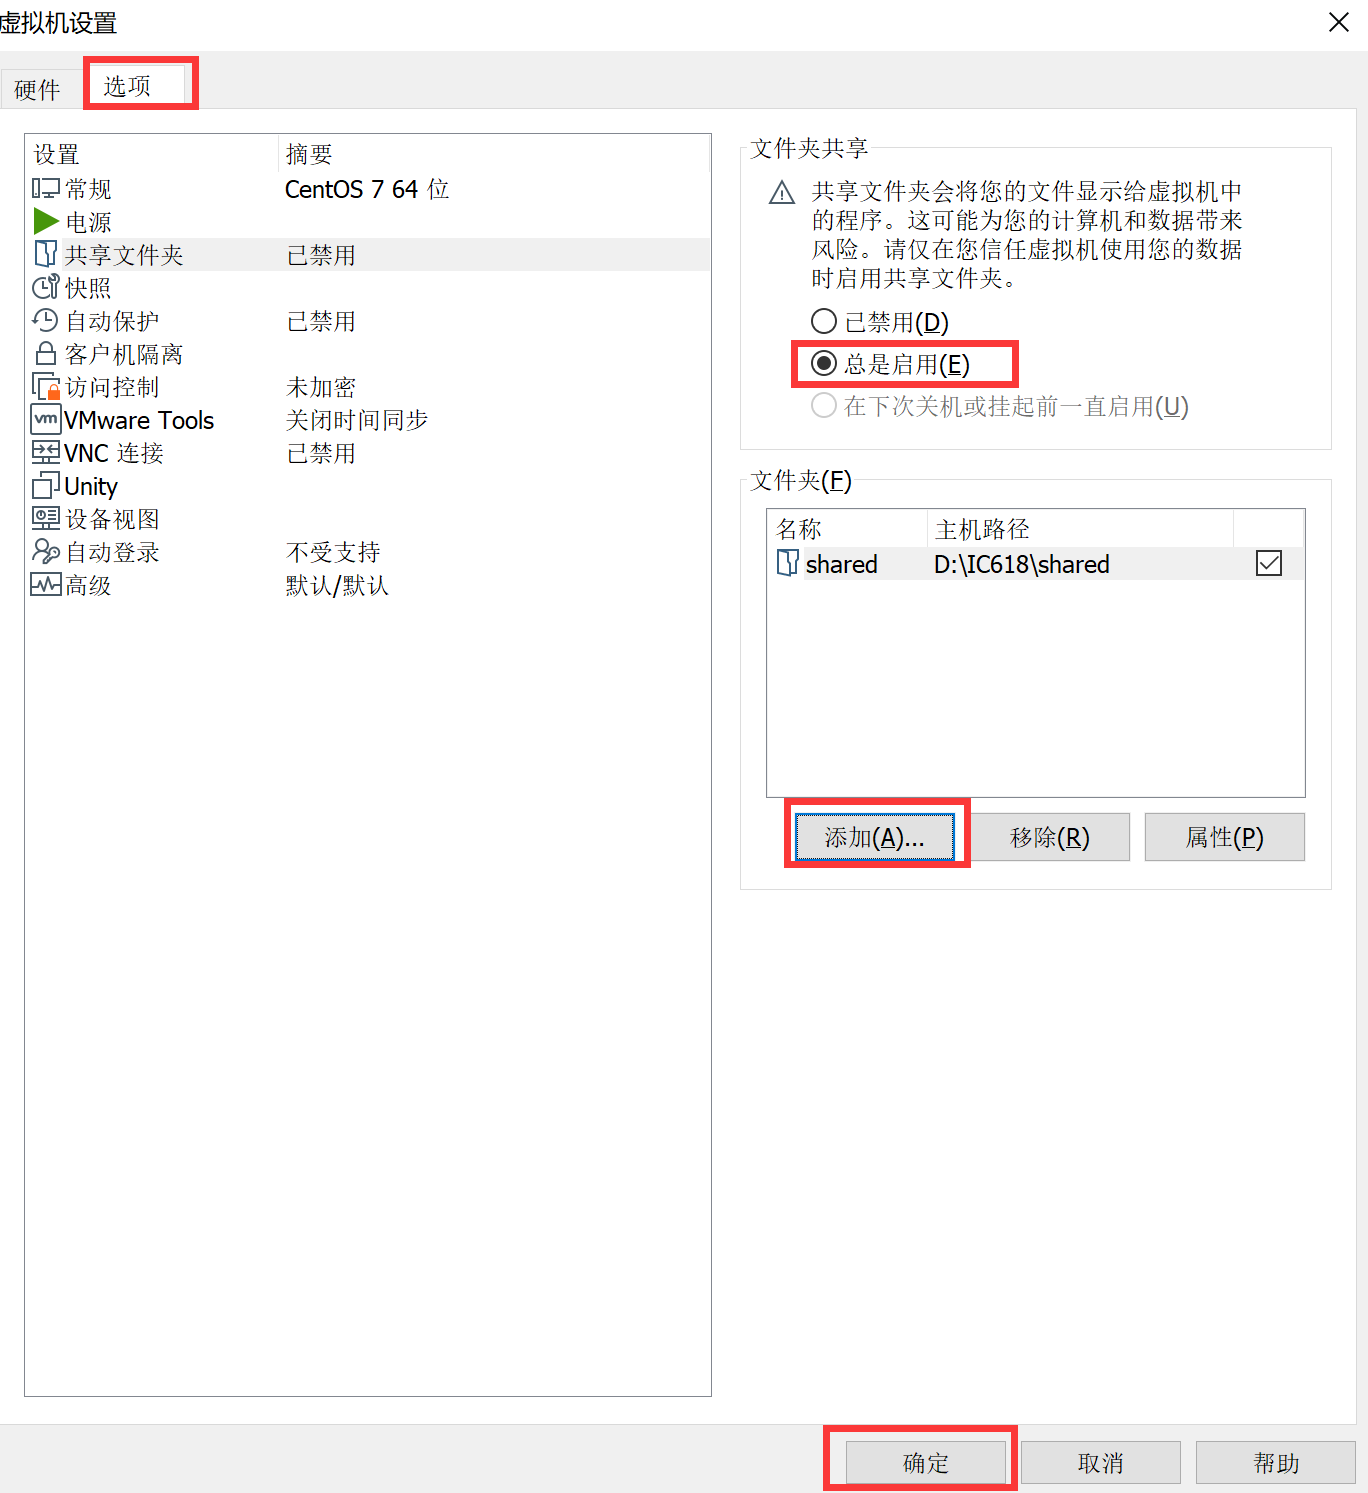 虚拟机设置
硬件
选项
设置 摘要
常规 CentOS 7 64 位
电源
共享文件夹 已禁用
快照
自动保护 已禁用
客户机隔离
访问控制 未加密
vm VMware Tools 关闭时间同步
VNC 连接 已禁用
Unity
设备视图
自动登录 不受支持
高级 默认/默认
文件夹共享
共享文件夹会将您的文件显示给虚拟机中
的程序。这可能为您的计算机和数据带来
风险。请仅在您信任虚拟机使用您的数据
时启用共享文件夹。
已禁用(D)
总是启用(E)
在下次关机或挂起前一直启用(U)
文件夹(F)
名称 主机路径
shared D:\IC618\shared
添加(A)... 移除(R) 属性(P)
确定 取消 帮助